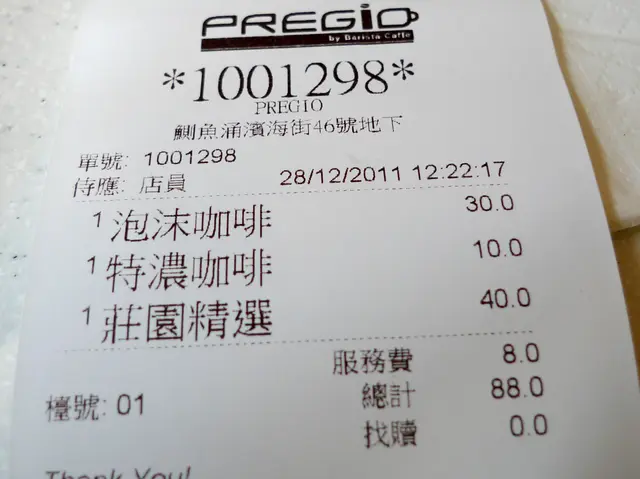 PREGIO
by Barista Caffe
*1001298*
PREGIO
鰂魚涌濱海街46號地下
單號: 1001298
侍應: 店員 28/12/2011 12:22:17
1 泡沫咖啡 30.0
1 特濃咖啡 10.0
1 莊園精選 40.0
服務費 8.0
檯號: 01 總計 88.0
找贖 0.0
Thank You!